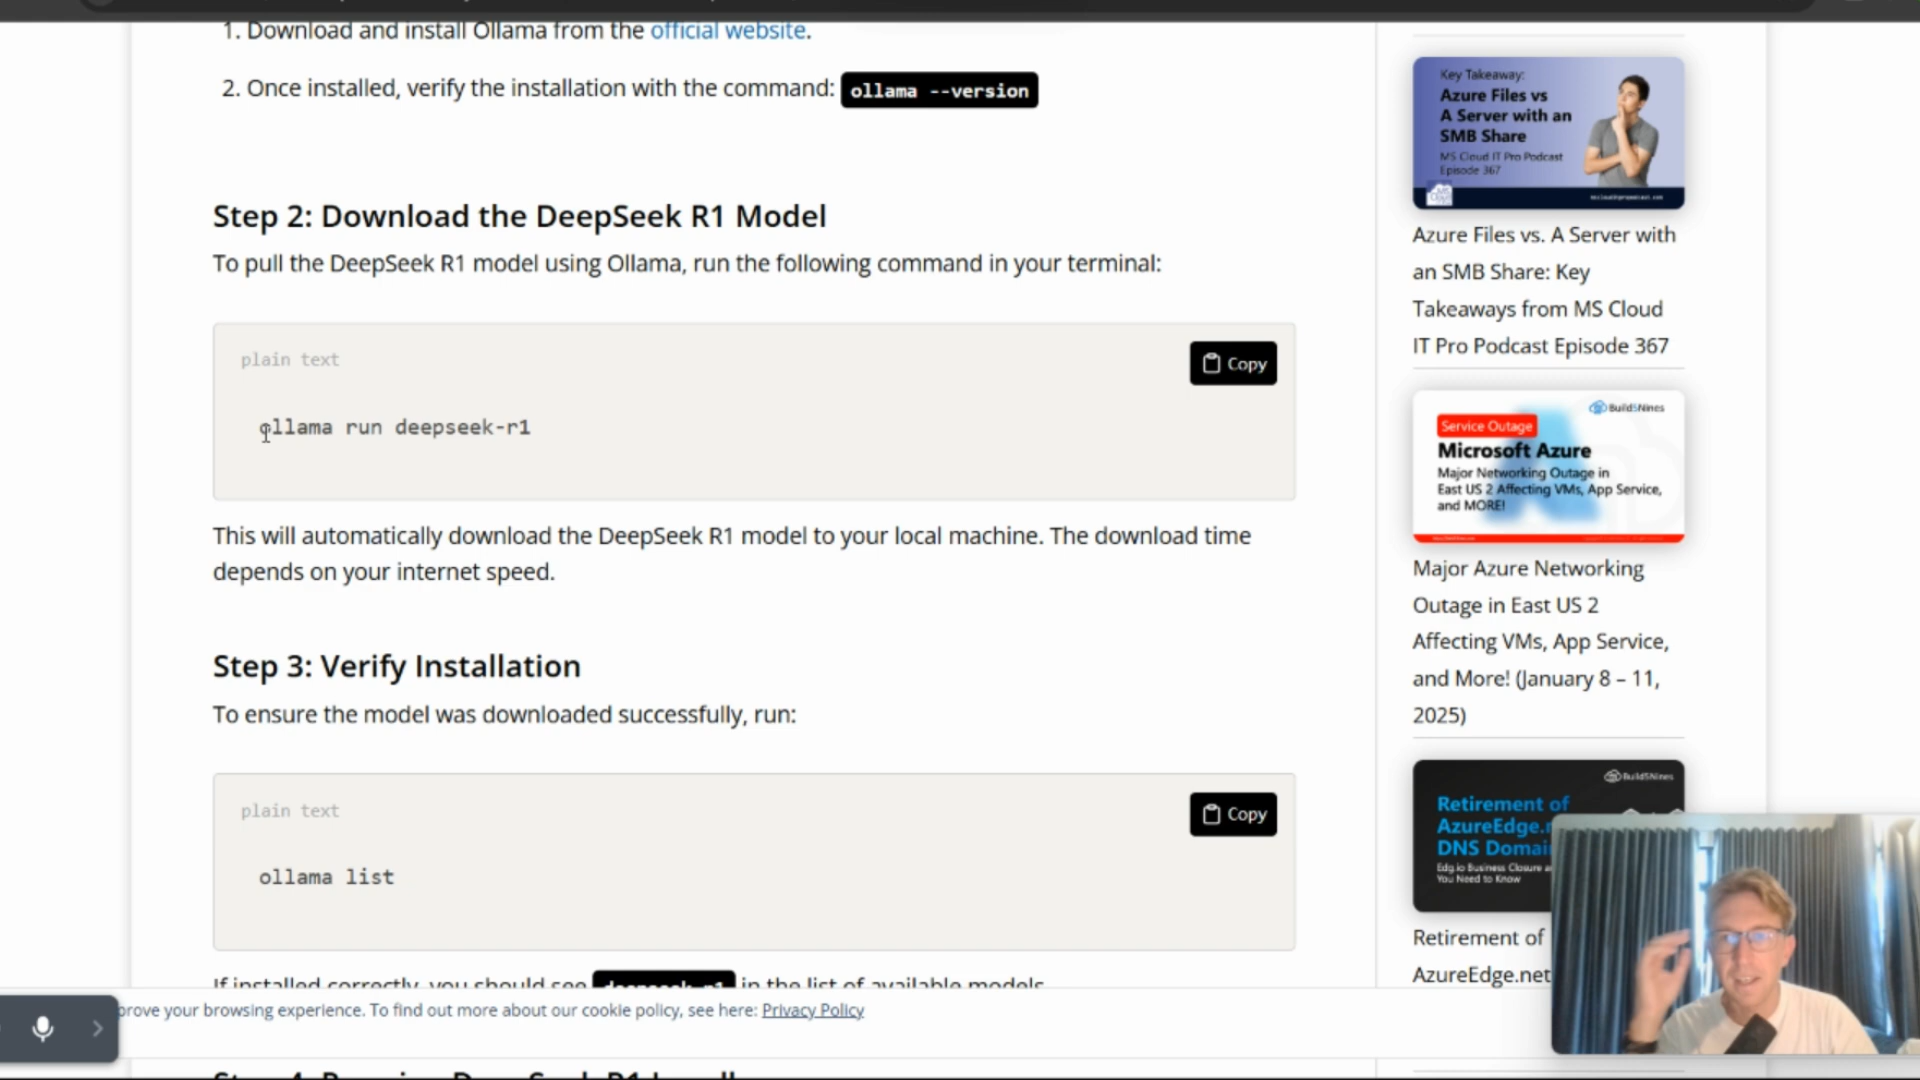 1. Download and install Ollama from the official website.
2. Once installed, verify the installation with the command: ollama --version
Step 2: Download the DeepSeek R1 Model
To pull the DeepSeek R1 model using Ollama, run the following command in your terminal:
plain text
Copy
ollama run deepseek-r1
This will automatically download the DeepSeek R1 model to your local machine. The download time
depends on your internet speed.
Step 3: Verify Installation
To ensure the model was downloaded successfully, run:
plain text
Copy
ollama list
If installed correctly, you should see deepseek-r1 in the list of available models.
prove your browsing experience. To find out more about our cookie policy, see here: Privacy Policy
Key Takeaway:
Azure Files vs
A Server with an
SMB Share
MS Cloud IT Pro Podcast
Episode 367
Azure Files vs. A Server with
an SMB Share: Key
Takeaways from MS Cloud
IT Pro Podcast Episode 367
Build5Nines
Service Outage
Microsoft Azure
Major Networking Outage in
East US 2 Affecting VMs, App Service,
and MORE!
Major Azure Networking
Outage in East US 2
Affecting VMs, App Service,
and More! (January 8 – 11,
2025)
Build5Nines
Retirement of
AzureEdge.n
DNS Domai
Edg.io Business Closure a
You Need to Know
Retirement of
AzureEdge.net